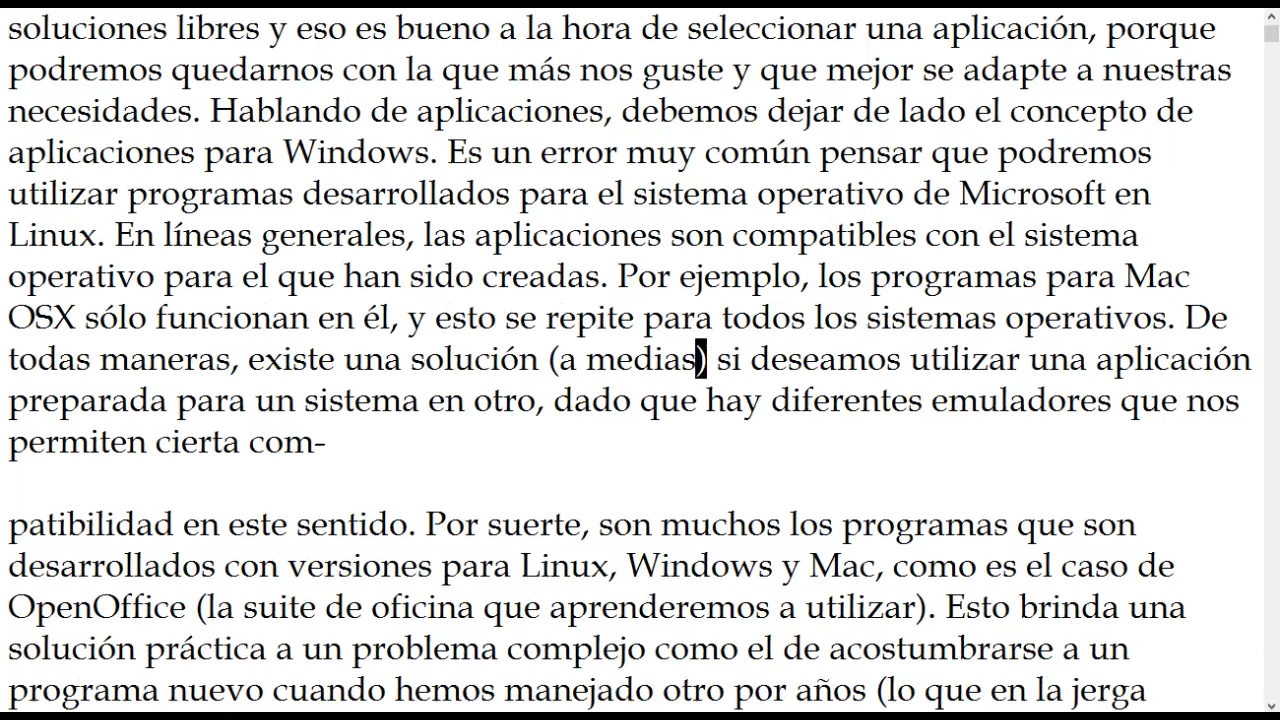 soluciones libres y eso es bueno a la hora de seleccionar una aplicación, porque
podremos quedarnos con la que más nos guste y que mejor se adapte a nuestras
necesidades. Hablando de aplicaciones, debemos dejar de lado el concepto de
aplicaciones para Windows. Es un error muy común pensar que podremos
utilizar programas desarrollados para el sistema operativo de Microsoft en
Linux. En líneas generales, las aplicaciones son compatibles con el sistema
operativo para el que han sido creadas. Por ejemplo, los programas para Mac
OSX sólo funcionan en él, y esto se repite para todos los sistemas operativos. De
todas maneras, existe una solución (a medias) si deseamos utilizar una aplicación
preparada para un sistema en otro, dado que hay diferentes emuladores que nos
permiten cierta com-
patibilidad en este sentido. Por suerte, son muchos los programas que son
desarrollados con versiones para Linux, Windows y Mac, como es el caso de
OpenOffice (la suite de oficina que aprenderemos a utilizar). Esto brinda una
solución práctica a un problema complejo como el de acostumbrarse a un
programa nuevo cuando hemos manejado otro por años (lo que en la jerga